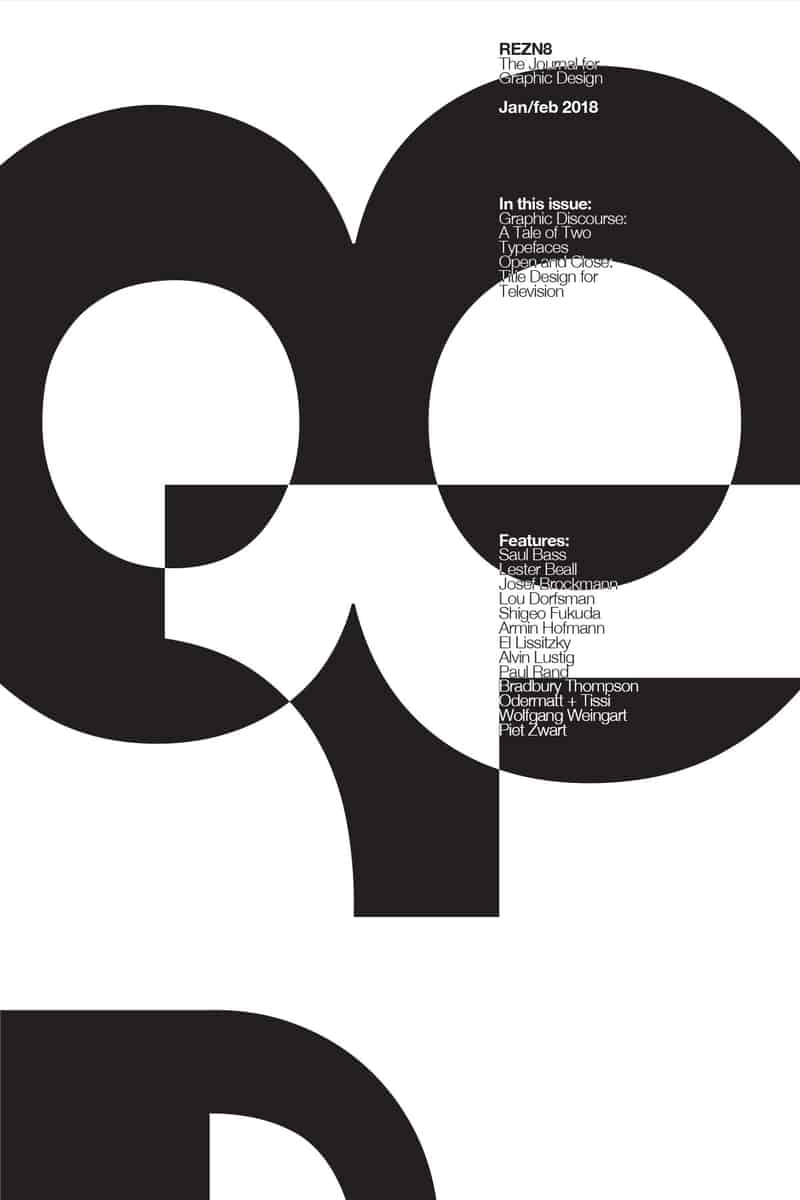 REZN8
The Journal for
Graphic Design
Jan/feb 2018
In this issue:
Graphic Discourse:
A Tale of Two
Typefaces
Open and Close:
Title Design for
Television
Features:
Saul Bass
Lester Beall
Josef Brockmann
Lou Dorfsman
Shigeo Fukuda
Armin Hofmann
El Lissitzky
Alvin Lustig
Paul Rand
Bradbury Thompson
Odermatt + Tissi
Wolfgang Weingart
Piet Zwart